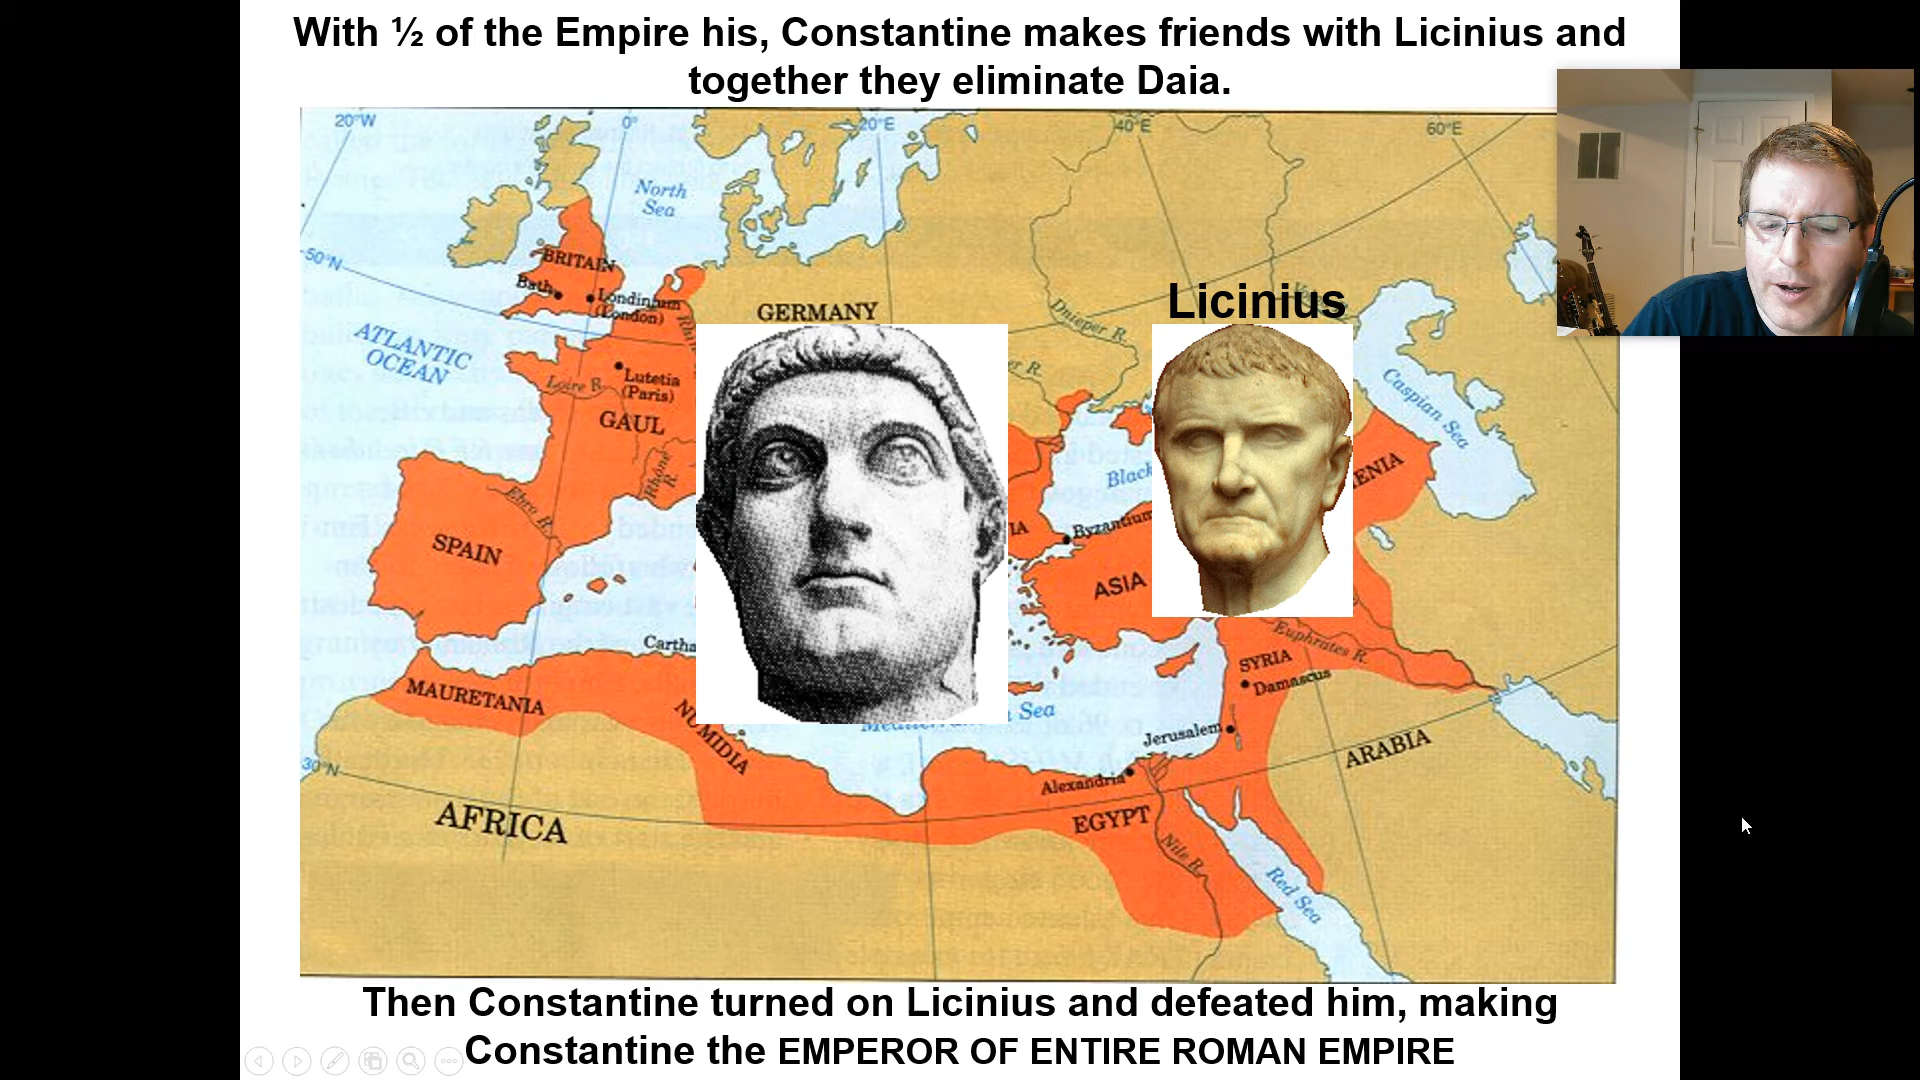 With ½ of the Empire his, Constantine makes friends with Licinius and
together they eliminate Daia.
20°W
0°
20°E
40°E
60°E
North
Sea
50°N
BRITAIN
Bath
Londinium
(London)
GERMANY
Licinius
ATLANTIC
OCEAN
Dnieper R.
Loire R.
Lutetia
(Paris)
GAUL
Caspian Sea
Rhône
R.
Black
ENIA
Ebro R.
IA
Byzantium
SPAIN
ASIA
Cartha
Euphrates R.
SYRIA
Damascus
MAURETANIA
NUMIDIA
Sea
Jerusalem
ARABIA
30°N
Alexandria
AFRICA
EGYPT
Nile R.
Red Sea
Then Constantine turned on Licinius and defeated him, making
Constantine the EMPEROR OF ENTIRE ROMAN EMPIRE